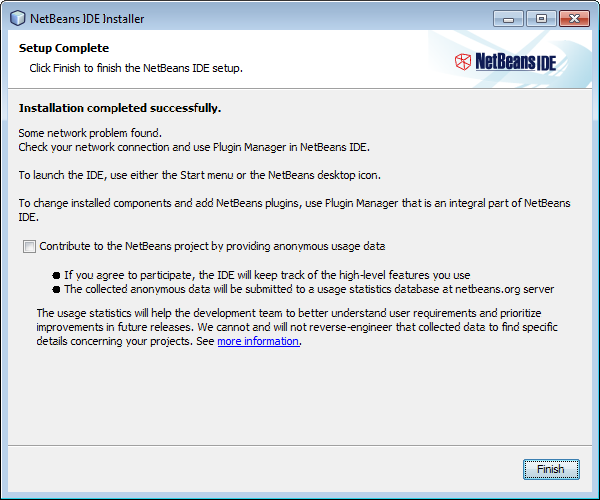 NetBeans IDE Installer
Setup Complete
Click Finish to finish the NetBeans IDE setup.
NetBeans IDE
Installation completed successfully.
Some network problem found.
Check your network connection and use Plugin Manager in NetBeans IDE.
To launch the IDE, use either the Start menu or the NetBeans desktop icon.
To change installed components and add NetBeans plugins, use Plugin Manager that is an integral part of NetBeans
IDE.
Contribute to the NetBeans project by providing anonymous usage data
● If you agree to participate, the IDE will keep track of the high-level features you use
● The collected anonymous data will be submitted to a usage statistics database at netbeans.org server
The usage statistics will help the development team to better understand user requirements and prioritize
improvements in future releases. We cannot and will not reverse-engineer that collected data to find specific
details concerning your projects. See more information.
Finish